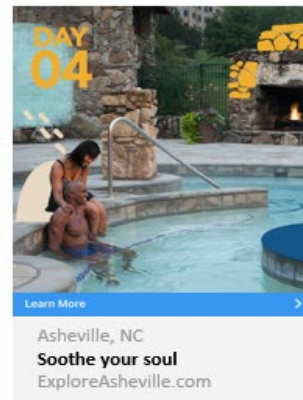 DAY
04
Learn More
Asheville, NC
Soothe your soul
ExploreAsheville.com